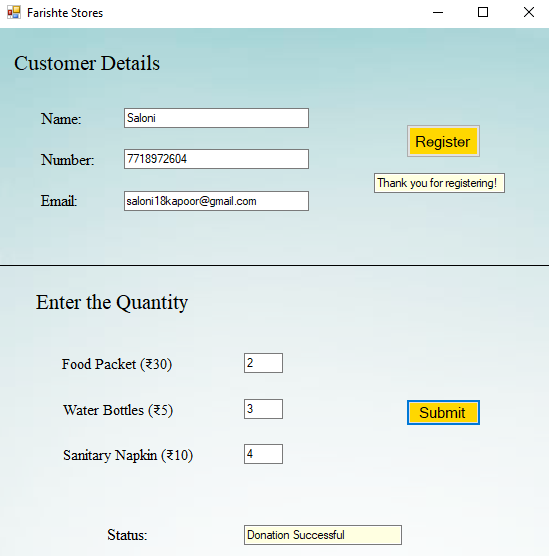 Farishte Stores
Customer Details
Name: Saloni
Register
Number: 7718972604
Thank you for registering!
Email: saloni18kapoor@gmail.com
Enter the Quantity
Food Packet (₹30) 2
Water Bottles (₹5) 3
Submit
Sanitary Napkin (₹10) 4
Status: Donation Successful